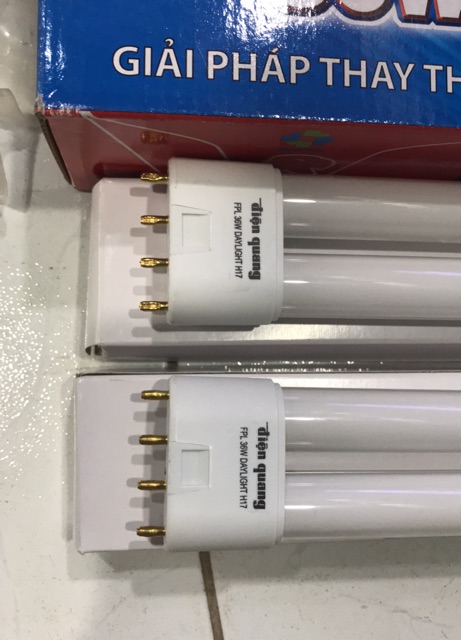 GIẢI PHÁP THAY TH
điện quang
FPL 36W DAYLIGHT H17
điện quang
FPL 36W DAYLIGHT H17